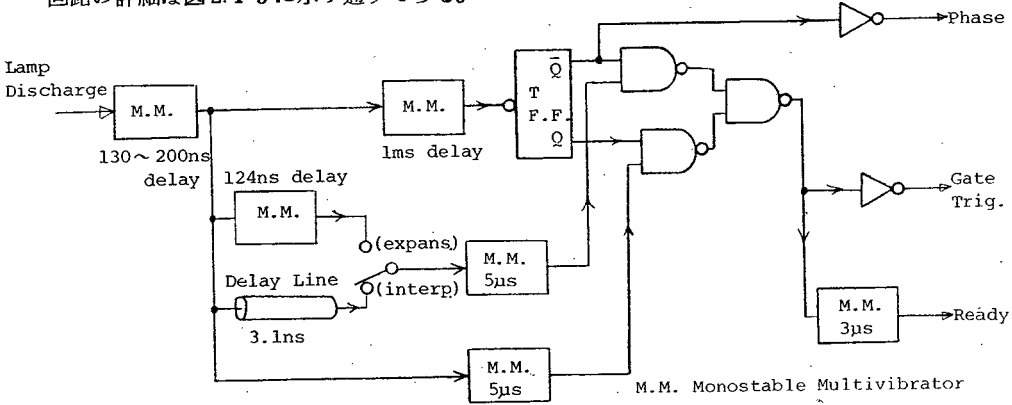 Phase
Lamp
Discharge
M.M.
130～200ns
delay
M.M.
1ms delay
Q̄
T
F.F.
Q
124ns delay
M.M.
(expans)
Delay Line
(interp)
3.1ns
M.M.
5μs
M.M.
5μs
Gate
Trig.
M.M.
3μs
Ready
M.M. Monostable Multivibrator